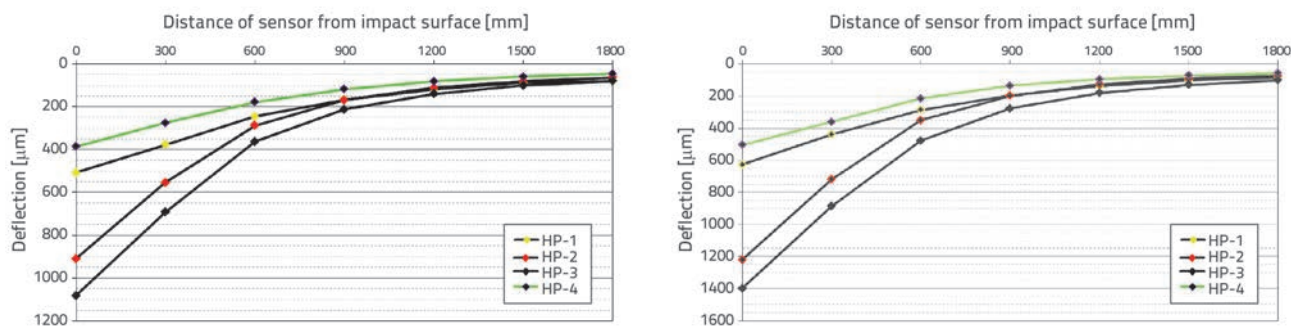 Distance of sensor from impact surface [mm]
0 300 600 900 1200 1500 1800
0
200
400
600
800
1000
1200
Deflection [μm]
HP-1
HP-2
HP-3
HP-4
Distance of sensor from impact surface [mm]
0 300 600 900 1200 1500 1800
0
200
400
600
800
1000
1200
1400
1600
Deflection [μm]
HP-1
HP-2
HP-3
HP-4